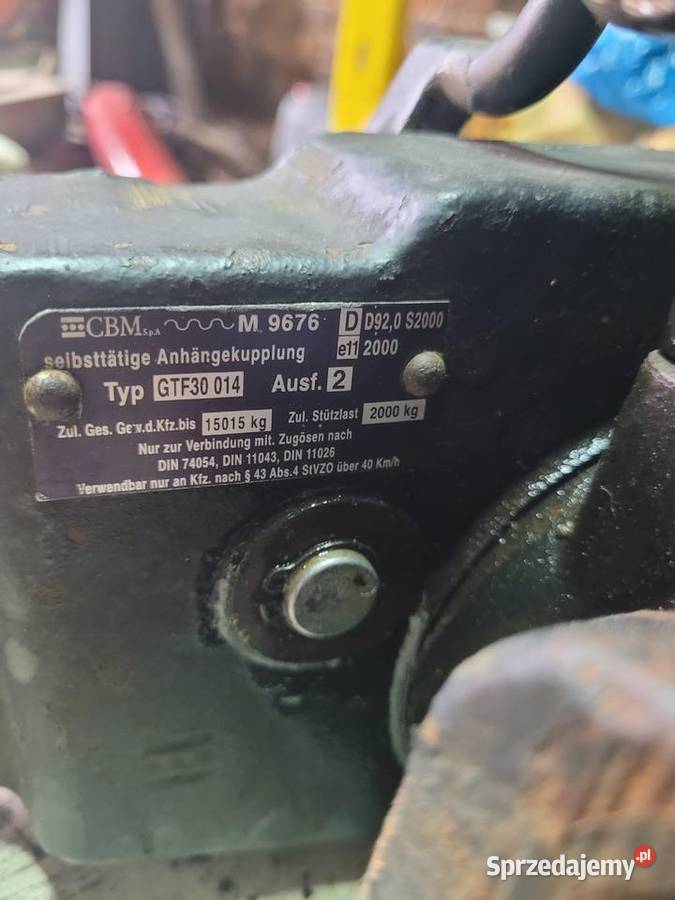 CBM S.p.A M 9676 D D92,0 S2000
selbsttätige Anhängekupplung e11 2000
Typ GTF30 014 Ausf. 2
Zul. Ges. Gew.d.Kfz.bis 15015 kg Zul. Stützlast 2000 kg
Nur zur Verbindung mit. Zugösen nach
DIN 74054, DIN 11043, DIN 11026
Verwendbar nur an Kfz. nach § 43 Abs.4 StVZO über 40 Km/h
Sprzedajemy.pl